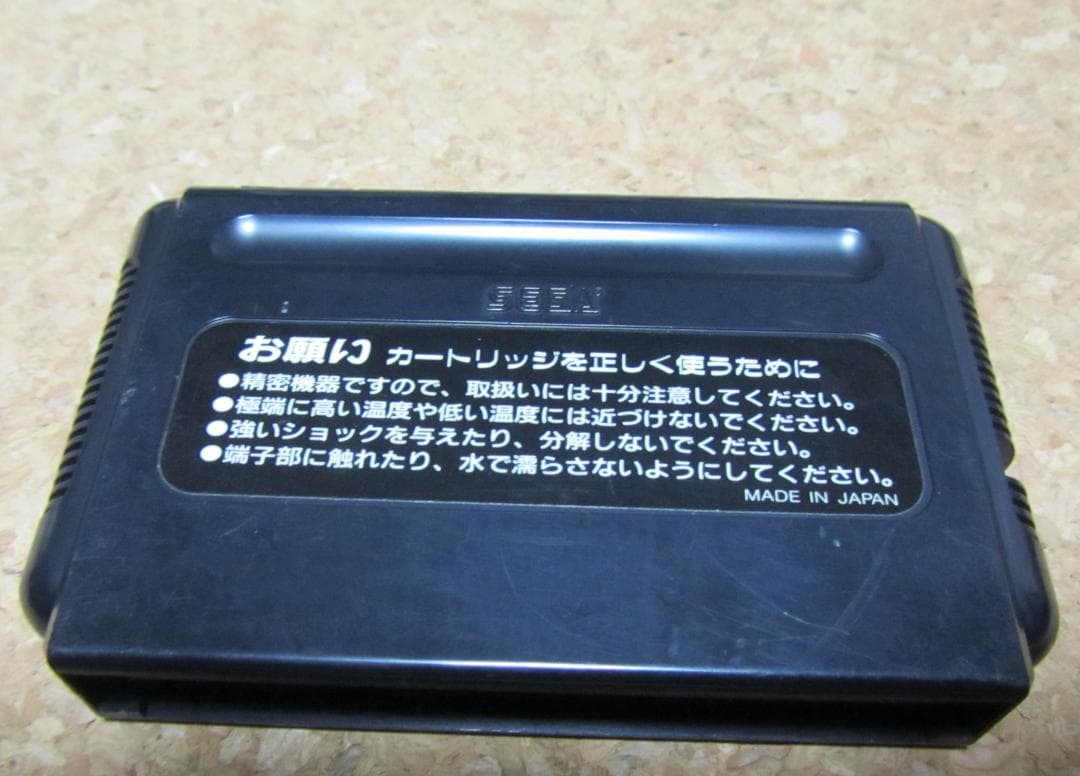 SEGA
お願い カートリッジを正しく使うために
●精密機器ですので、取扱いには十分注意してください。
●極端に高い温度や低い温度には近づけないでください。
●強いショックを与えたり、分解しないでください。
●端子部に触れたり、水で濡らさないようにしてください。
MADE IN JAPAN